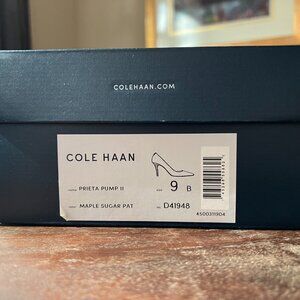 COLEHAAN.COM
COLE HAAN
PRIETA PUMP II 9 B
MAPLE SUGAR PAT D41948
4500311904